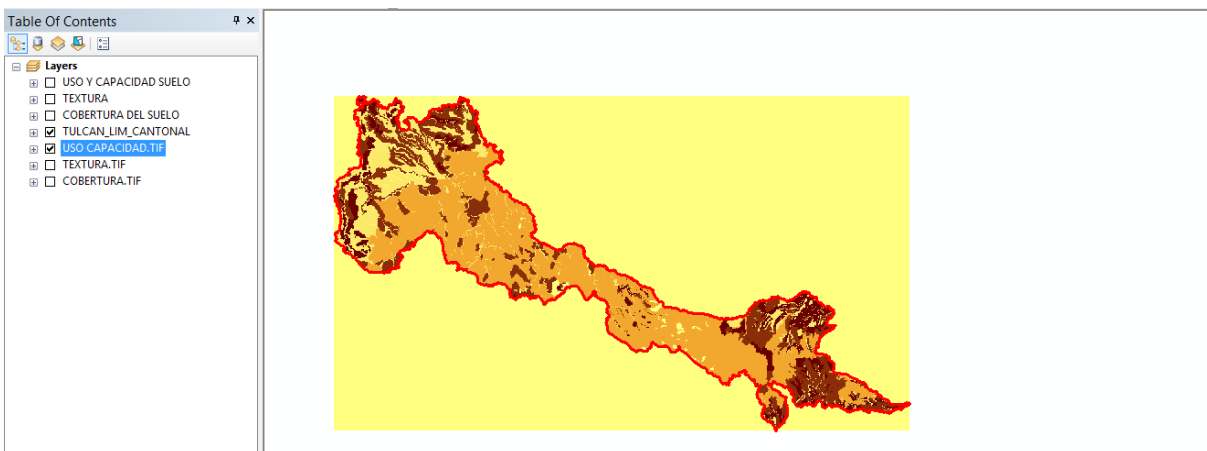 Table Of Contents
Layers
USO Y CAPACIDAD SUELO
TEXTURA
COBERTURA DEL SUELO
TULCAN_LIM_CANTONAL
USO CAPACIDAD.TIF
TEXTURA.TIF
COBERTURA.TIF